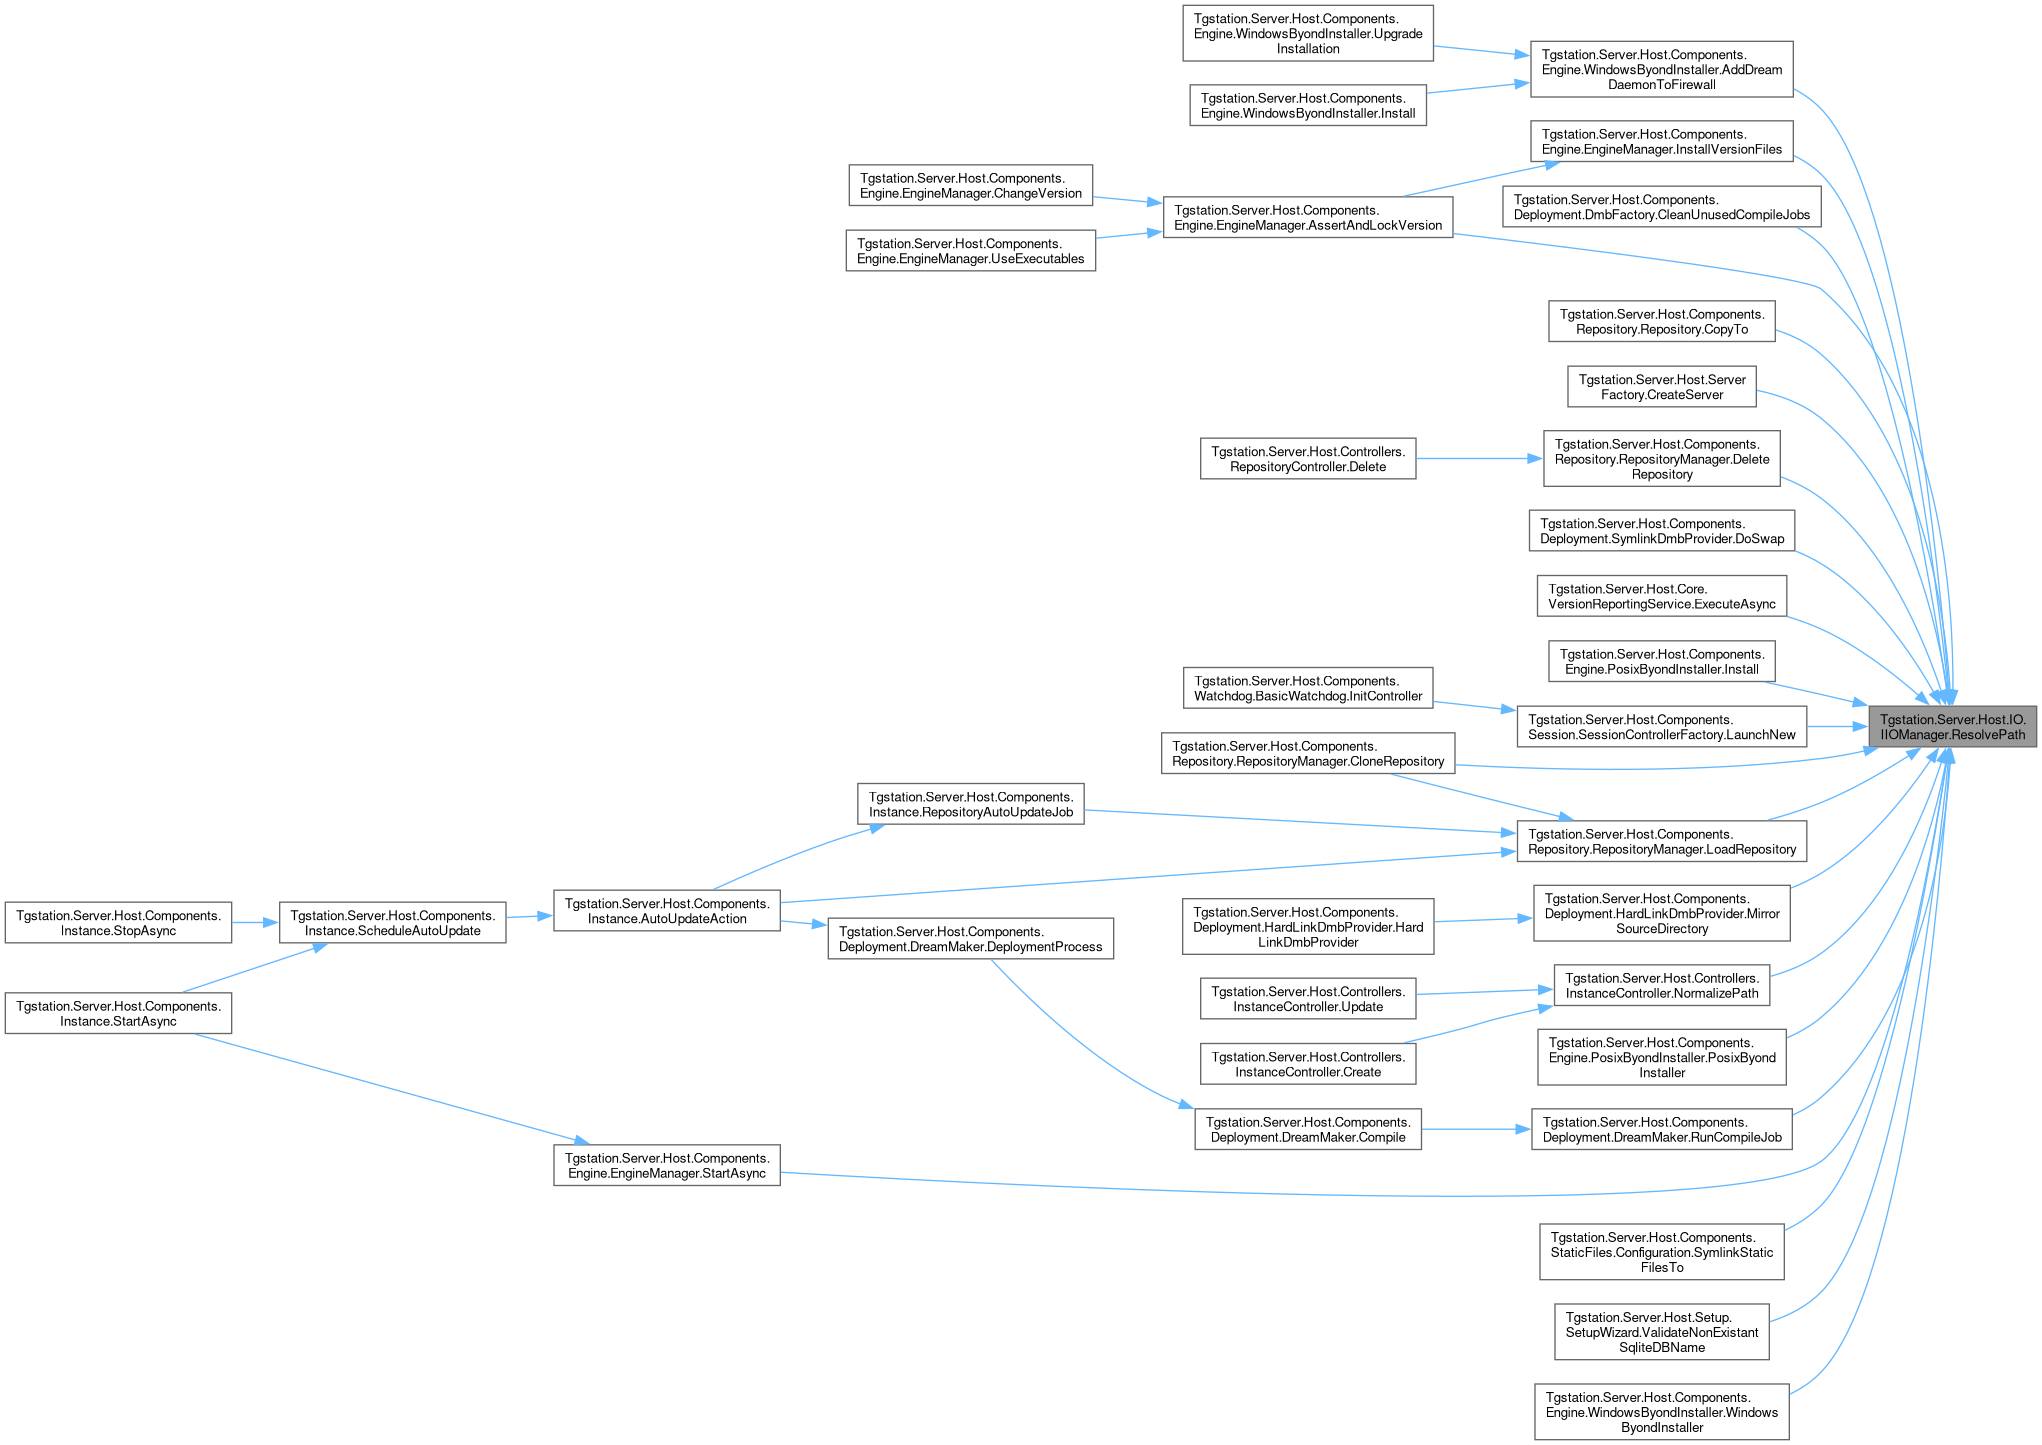 Tgstation.Server.Host.Components.
Engine.WindowsByondInstaller.Upgrade
Installation
Tgstation.Server.Host.Components.
Engine.WindowsByondInstaller.AddDream
DaemonToFirewall
Tgstation.Server.Host.Components.
Engine.WindowsByondInstaller.Install
Tgstation.Server.Host.Components.
Engine.EngineManager.InstallVersionFiles
Tgstation.Server.Host.Components.
Engine.EngineManager.ChangeVersion
Tgstation.Server.Host.Components.
Deployment.DmbFactory.CleanUnusedCompileJobs
Tgstation.Server.Host.Components.
Engine.EngineManager.AssertAndLockVersion
Tgstation.Server.Host.Components.
Engine.EngineManager.UseExecutables
Tgstation.Server.Host.Components.
Repository.Repository.CopyTo
Tgstation.Server.Host.Server
Factory.CreateServer
Tgstation.Server.Host.Controllers.
RepositoryController.Delete
Tgstation.Server.Host.Components.
Repository.RepositoryManager.Delete
Repository
Tgstation.Server.Host.Components.
Deployment.SymlinkDmbProvider.DoSwap
Tgstation.Server.Host.Core.
VersionReportingService.ExecuteAsync
Tgstation.Server.Host.Components.
Engine.PosixByondInstaller.Install
Tgstation.Server.Host.Components.
Watchdog.BasicWatchdog.InitController
Tgstation.Server.Host.Components.
Session.SessionControllerFactory.LaunchNew
Tgstation.Server.Host.IO.
IIOManager.ResolvePath
Tgstation.Server.Host.Components.
Repository.RepositoryManager.CloneRepository
Tgstation.Server.Host.Components.
Instance.RepositoryAutoUpdateJob
Tgstation.Server.Host.Components.
Repository.RepositoryManager.LoadRepository
Tgstation.Server.Host.Components.
Instance.StopAsync
Tgstation.Server.Host.Components.
Instance.ScheduleAutoUpdate
Tgstation.Server.Host.Components.
Instance.AutoUpdateAction
Tgstation.Server.Host.Components.
Deployment.DreamMaker.DeploymentProcess
Tgstation.Server.Host.Components.
Deployment.HardLinkDmbProvider.Hard
LinkDmbProvider
Tgstation.Server.Host.Components.
Deployment.HardLinkDmbProvider.Mirror
SourceDirectory
Tgstation.Server.Host.Components.
Instance.StartAsync
Tgstation.Server.Host.Controllers.
InstanceController.Update
Tgstation.Server.Host.Controllers.
InstanceController.NormalizePath
Tgstation.Server.Host.Controllers.
InstanceController.Create
Tgstation.Server.Host.Components.
Engine.PosixByondInstaller.PosixByond
Installer
Tgstation.Server.Host.Components.
Deployment.DreamMaker.Compile
Tgstation.Server.Host.Components.
Deployment.DreamMaker.RunCompileJob
Tgstation.Server.Host.Components.
Engine.EngineManager.StartAsync
Tgstation.Server.Host.Components.
StaticFiles.Configuration.SymlinkStatic
FilesTo
Tgstation.Server.Host.Setup.
SetupWizard.ValidateNonExistant
SqliteDBName
Tgstation.Server.Host.Components.
Engine.WindowsByondInstaller.Windows
ByondInstaller